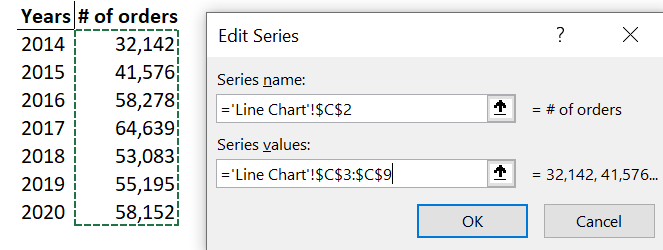 Years # of orders
2014 32,142
2015 41,576
2016 58,278
2017 64,639
2018 53,083
2019 55,195
2020 58,152
Edit Series ? ×
Series name:
='Line Chart'!$C$2 = # of orders
Series values:
='Line Chart'!$C$3:$C$9 = 32,142, 41,576...
OK Cancel